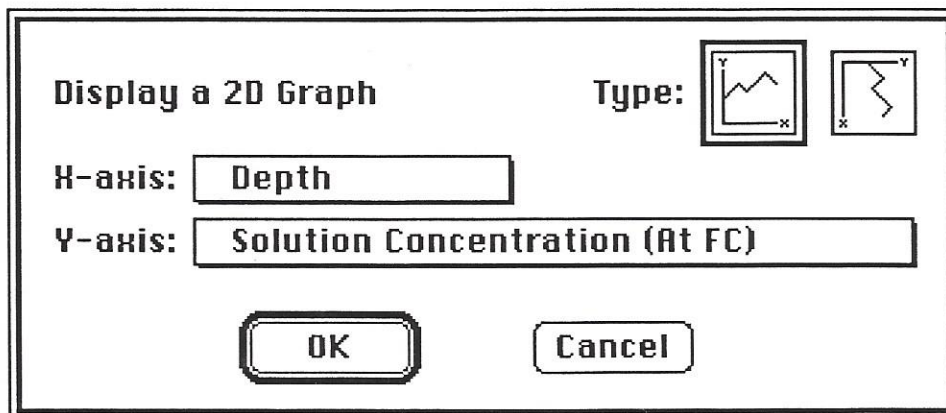 Display a 2D Graph
Type:
Y
X
Y
X
X-axis: Depth
Y-axis: Solution Concentration (At FC)
OK
Cancel